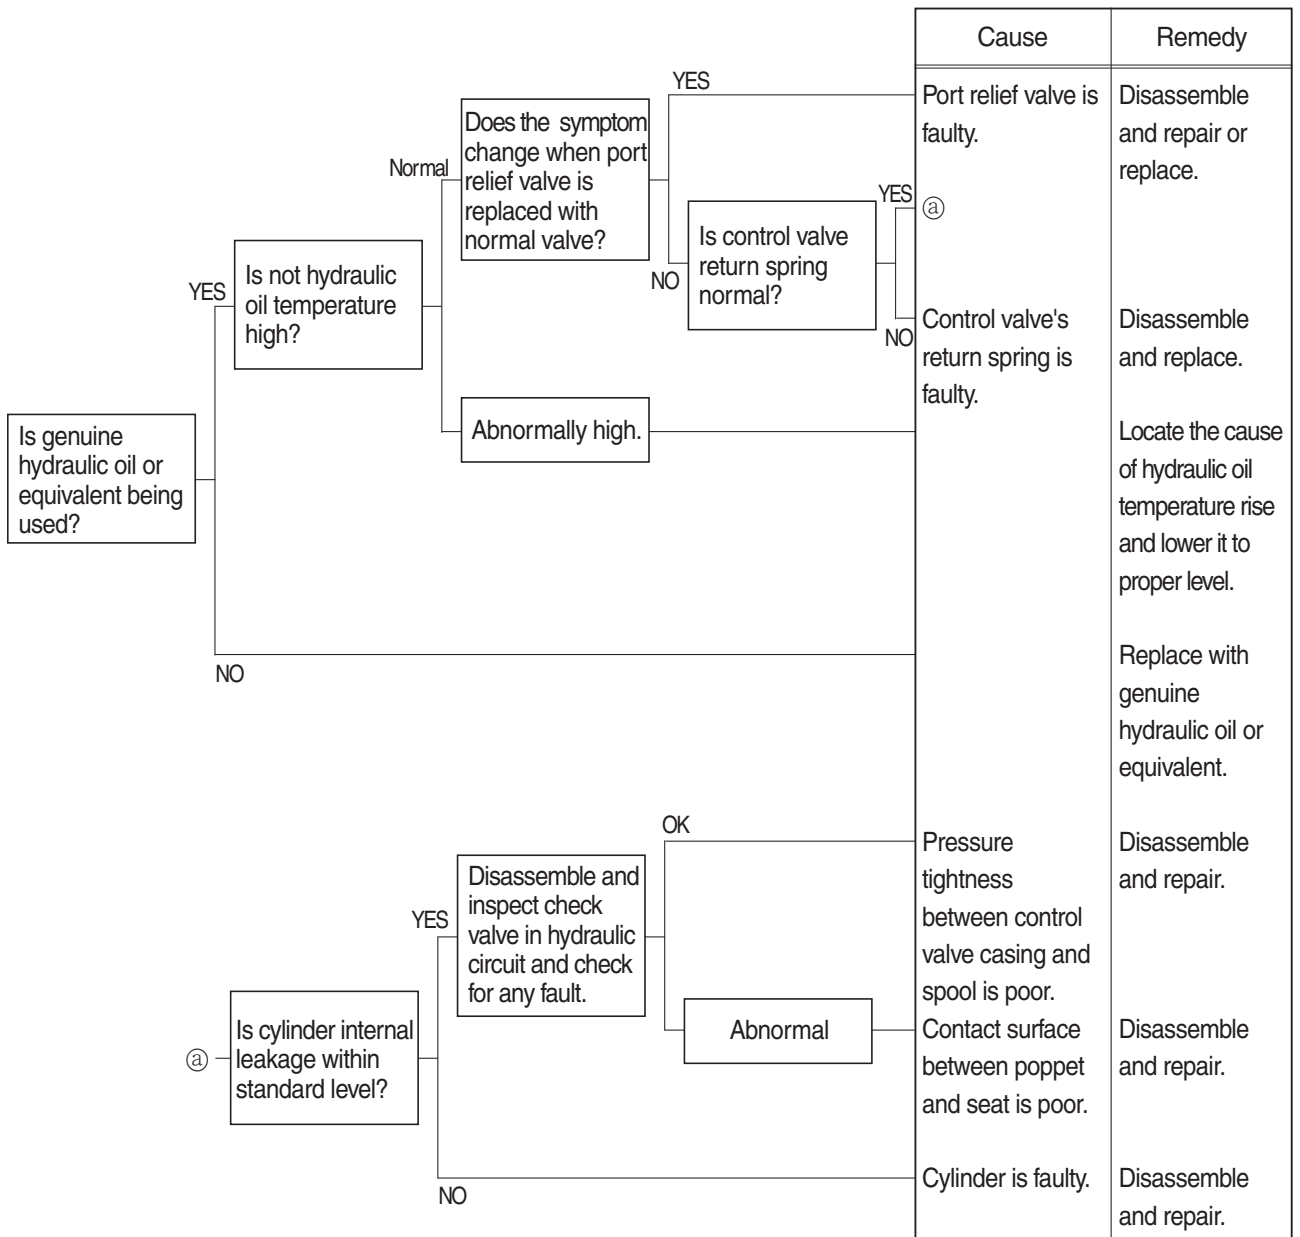 Cause
Remedy
YES
Port relief valve is
faulty.
Disassemble
and repair or
replace.
Does the symptom
change when port
relief valve is
replaced with
normal valve?
Normal
YES
ⓐ
Is control valve
return spring
normal?
NO
NO
Control valve's
return spring is
faulty.
Disassemble
and replace.
Is not hydraulic
oil temperature
high?
YES
Abnormally high.
Locate the cause
of hydraulic oil
temperature rise
and lower it to
proper level.
Is genuine
hydraulic oil or
equivalent being
used?
NO
Replace with
genuine
hydraulic oil or
equivalent.
OK
Pressure
tightness
between control
valve casing and
spool is poor.
Disassemble
and repair.
Disassemble and
inspect check
valve in hydraulic
circuit and check
for any fault.
YES
Abnormal
Contact surface
between poppet
and seat is poor.
Disassemble
and repair.
ⓐ
Is cylinder internal
leakage within
standard level?
NO
Cylinder is faulty.
Disassemble
and repair.